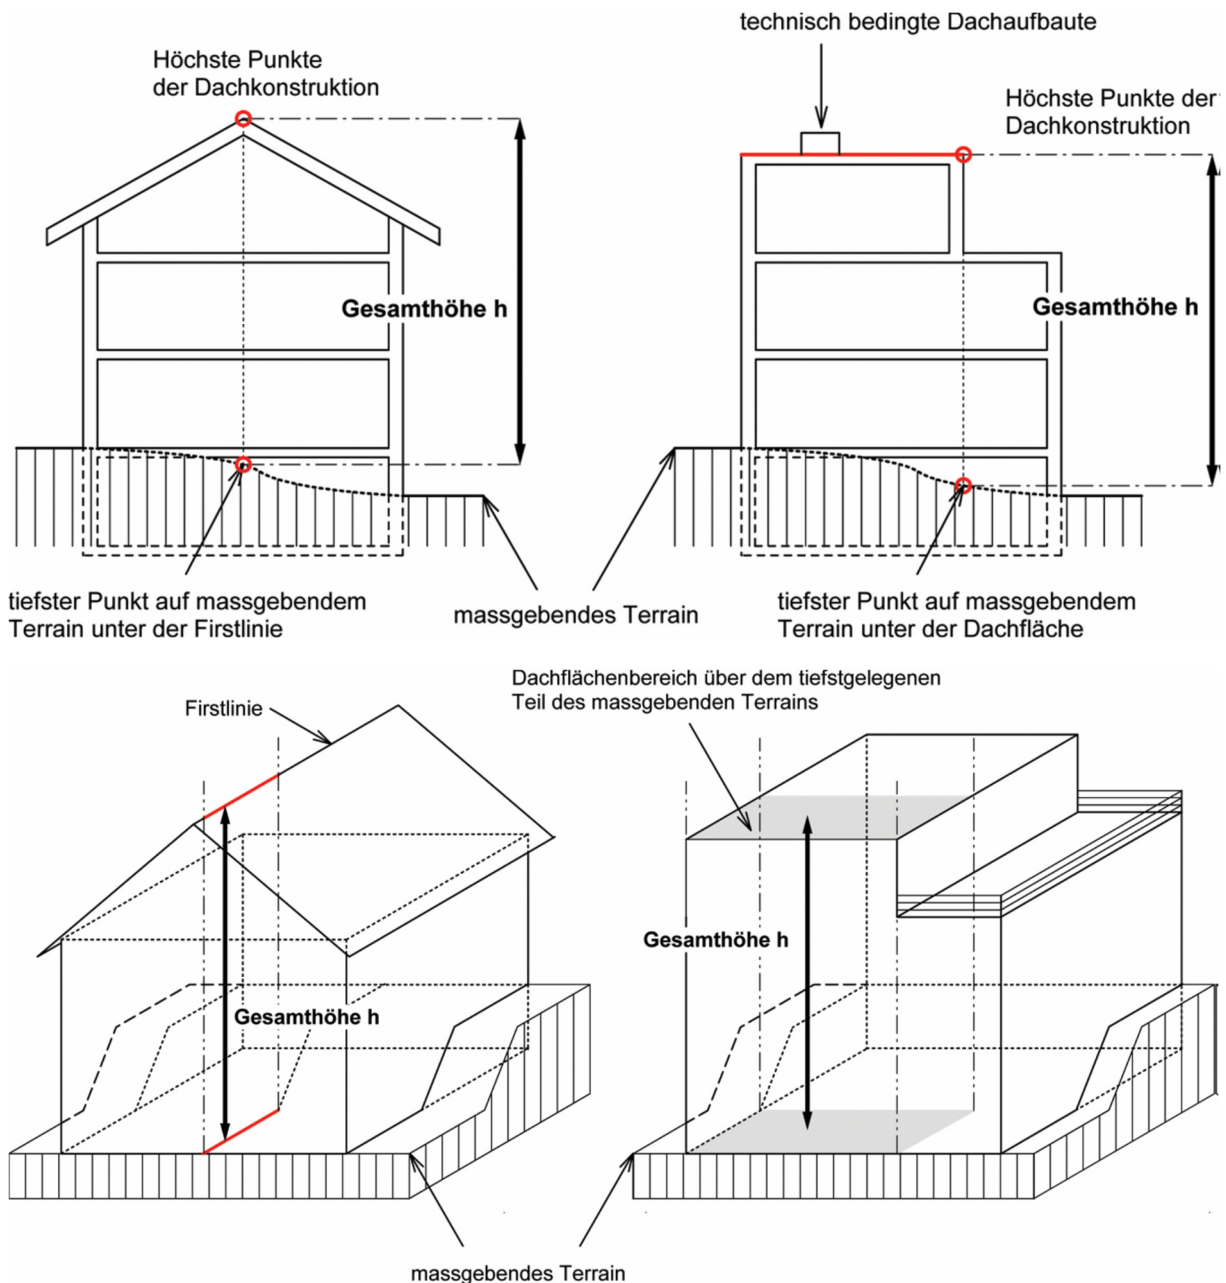 technisch bedingte Dachaufbaute
Höchste Punkte
der Dachkonstruktion
Höchste Punkte der
Dachkonstruktion
Gesamthöhe h
Gesamthöhe h
tiefster Punkt auf massgebendem
Terrain unter der Firstlinie
massgebendes Terrain
tiefster Punkt auf massgebendem
Terrain unter der Dachfläche
Firstlinie
Dachflächenbereich über dem tiefstgelegenen
Teil des massgebenden Terrains
Gesamthöhe h
Gesamthöhe h
massgebendes Terrain